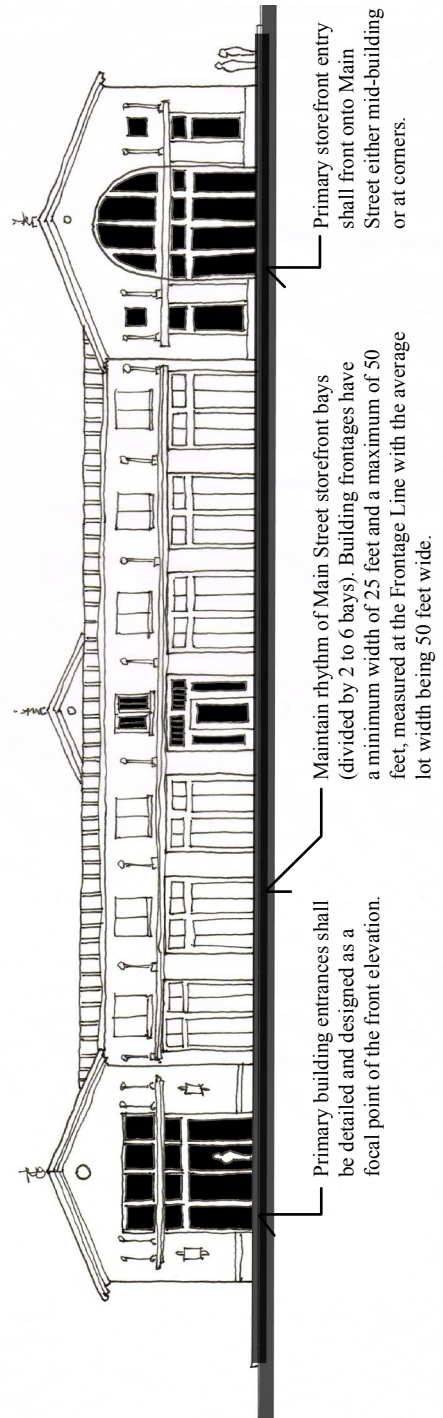 Primary building entrances shall
be detailed and designed as a
focal point of the front elevation.
Maintain rhythm of Main Street storefront bays
(divided by 2 to 6 bays). Building frontages have
a minimum width of 25 feet and a maximum of 50
feet, measured at the Frontage Line with the average
lot width being 50 feet wide.
Primary storefront entry
shall front onto Main
Street either mid-building
or at corners.